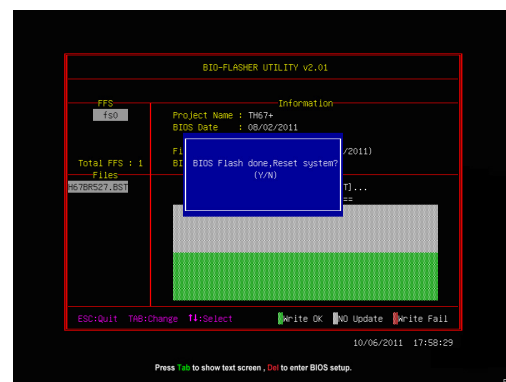 BIO-FLASHER UTILITY v2.01
FFS
Information
fs0
Project Name : TH67+
BIOS Date : 08/02/2011
Fi
/2011)
Total FFS : 1
BI
BIOS Flash done,Reset system?
(Y/N)
Files
H67BR527.BST
T]...
==
ESC:Quit TAB:Change ↑↓:Select
Write OK
NO Update
Write Fail
10/06/2011 17:58:29
Press Tab to show text screen , Del to enter BIOS setup.